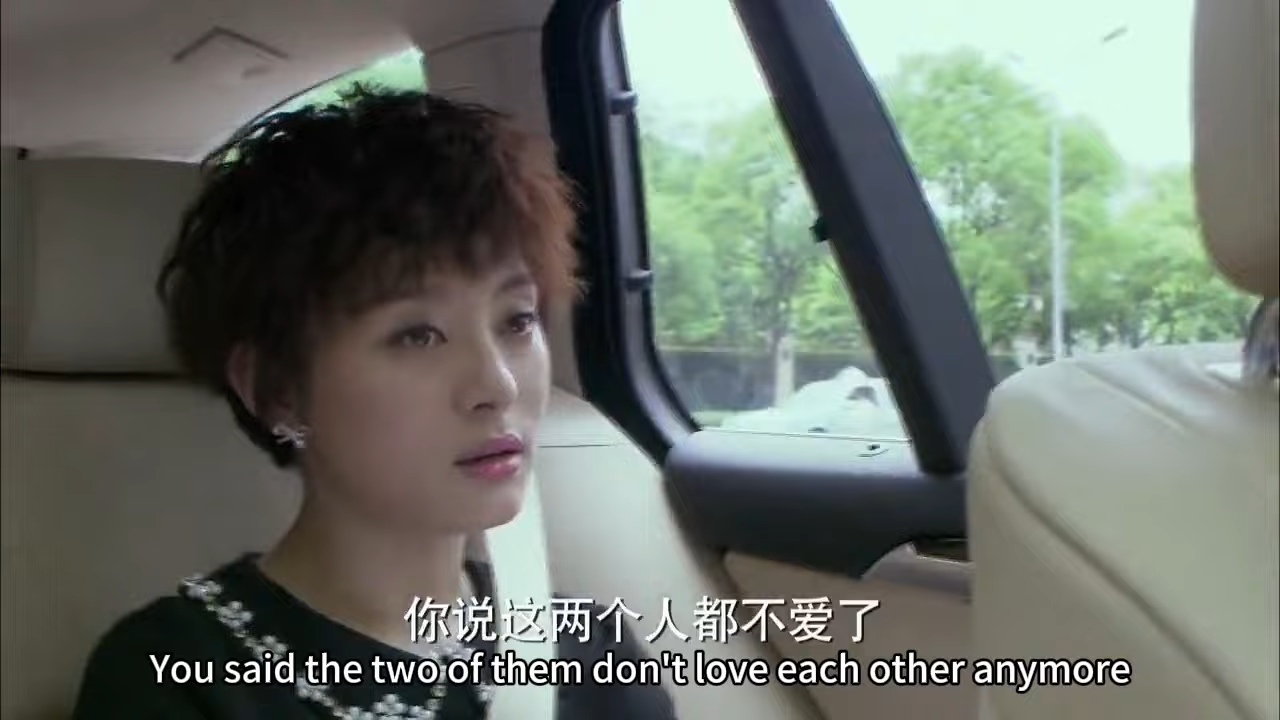 你说这两个人都不爱了
You said the two of them don't love each other anymore